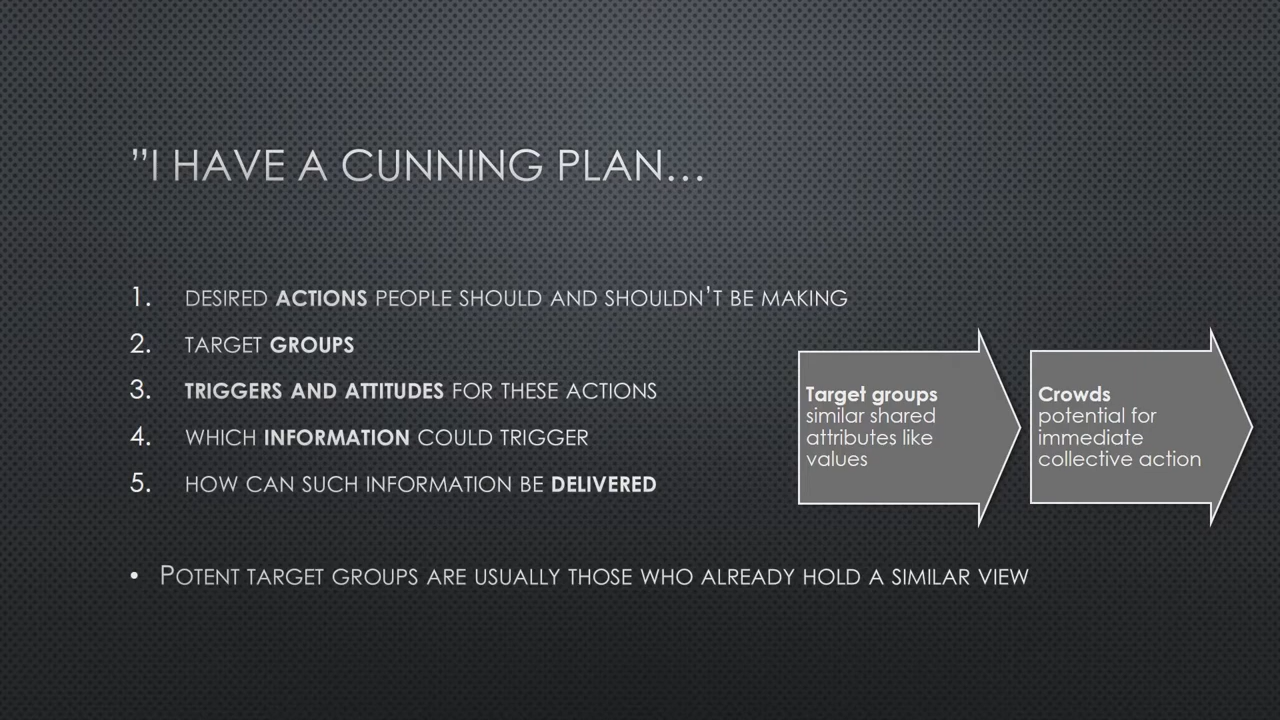 ”I HAVE A CUNNING PLAN…
1. DESIRED ACTIONS PEOPLE SHOULD AND SHOULDN’T BE MAKING
2. TARGET GROUPS
3. TRIGGERS AND ATTITUDES FOR THESE ACTIONS
4. WHICH INFORMATION COULD TRIGGER
5. HOW CAN SUCH INFORMATION BE DELIVERED
• POTENT TARGET GROUPS ARE USUALLY THOSE WHO ALREADY HOLD A SIMILAR VIEW
Target groups
similar shared
attributes like
values
Crowds
potential for
immediate
collective action